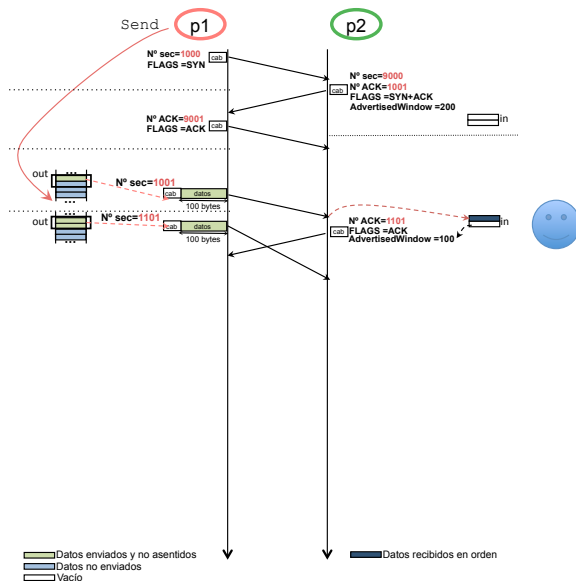 Send
p1
p2
Nº sec=1000
FLAGS =SYN
cab
Nº sec=9000
Nº ACK=1001
FLAGS =SYN+ACK
AdvertisedWindow =200
cab
in
Nº ACK=9001
FLAGS =ACK
cab
out
Nº sec=1001
cab
datos
100 bytes
out
Nº sec=1101
cab
datos
100 bytes
Nº ACK=1101
FLAGS =ACK
AdvertisedWindow =100
cab
in
Datos enviados y no asentidos
Datos no enviados
Vacío
Datos recibidos en orden